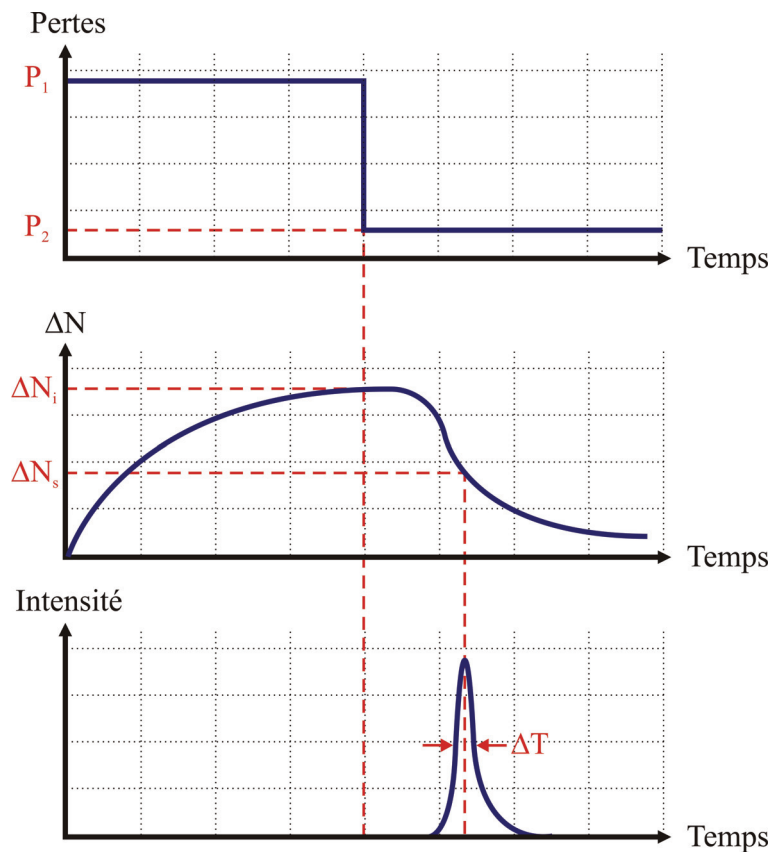 Pertes
P₁
P₂
Temps
ΔN
ΔNᵢ
ΔNₛ
Temps
Intensité
ΔT
Temps